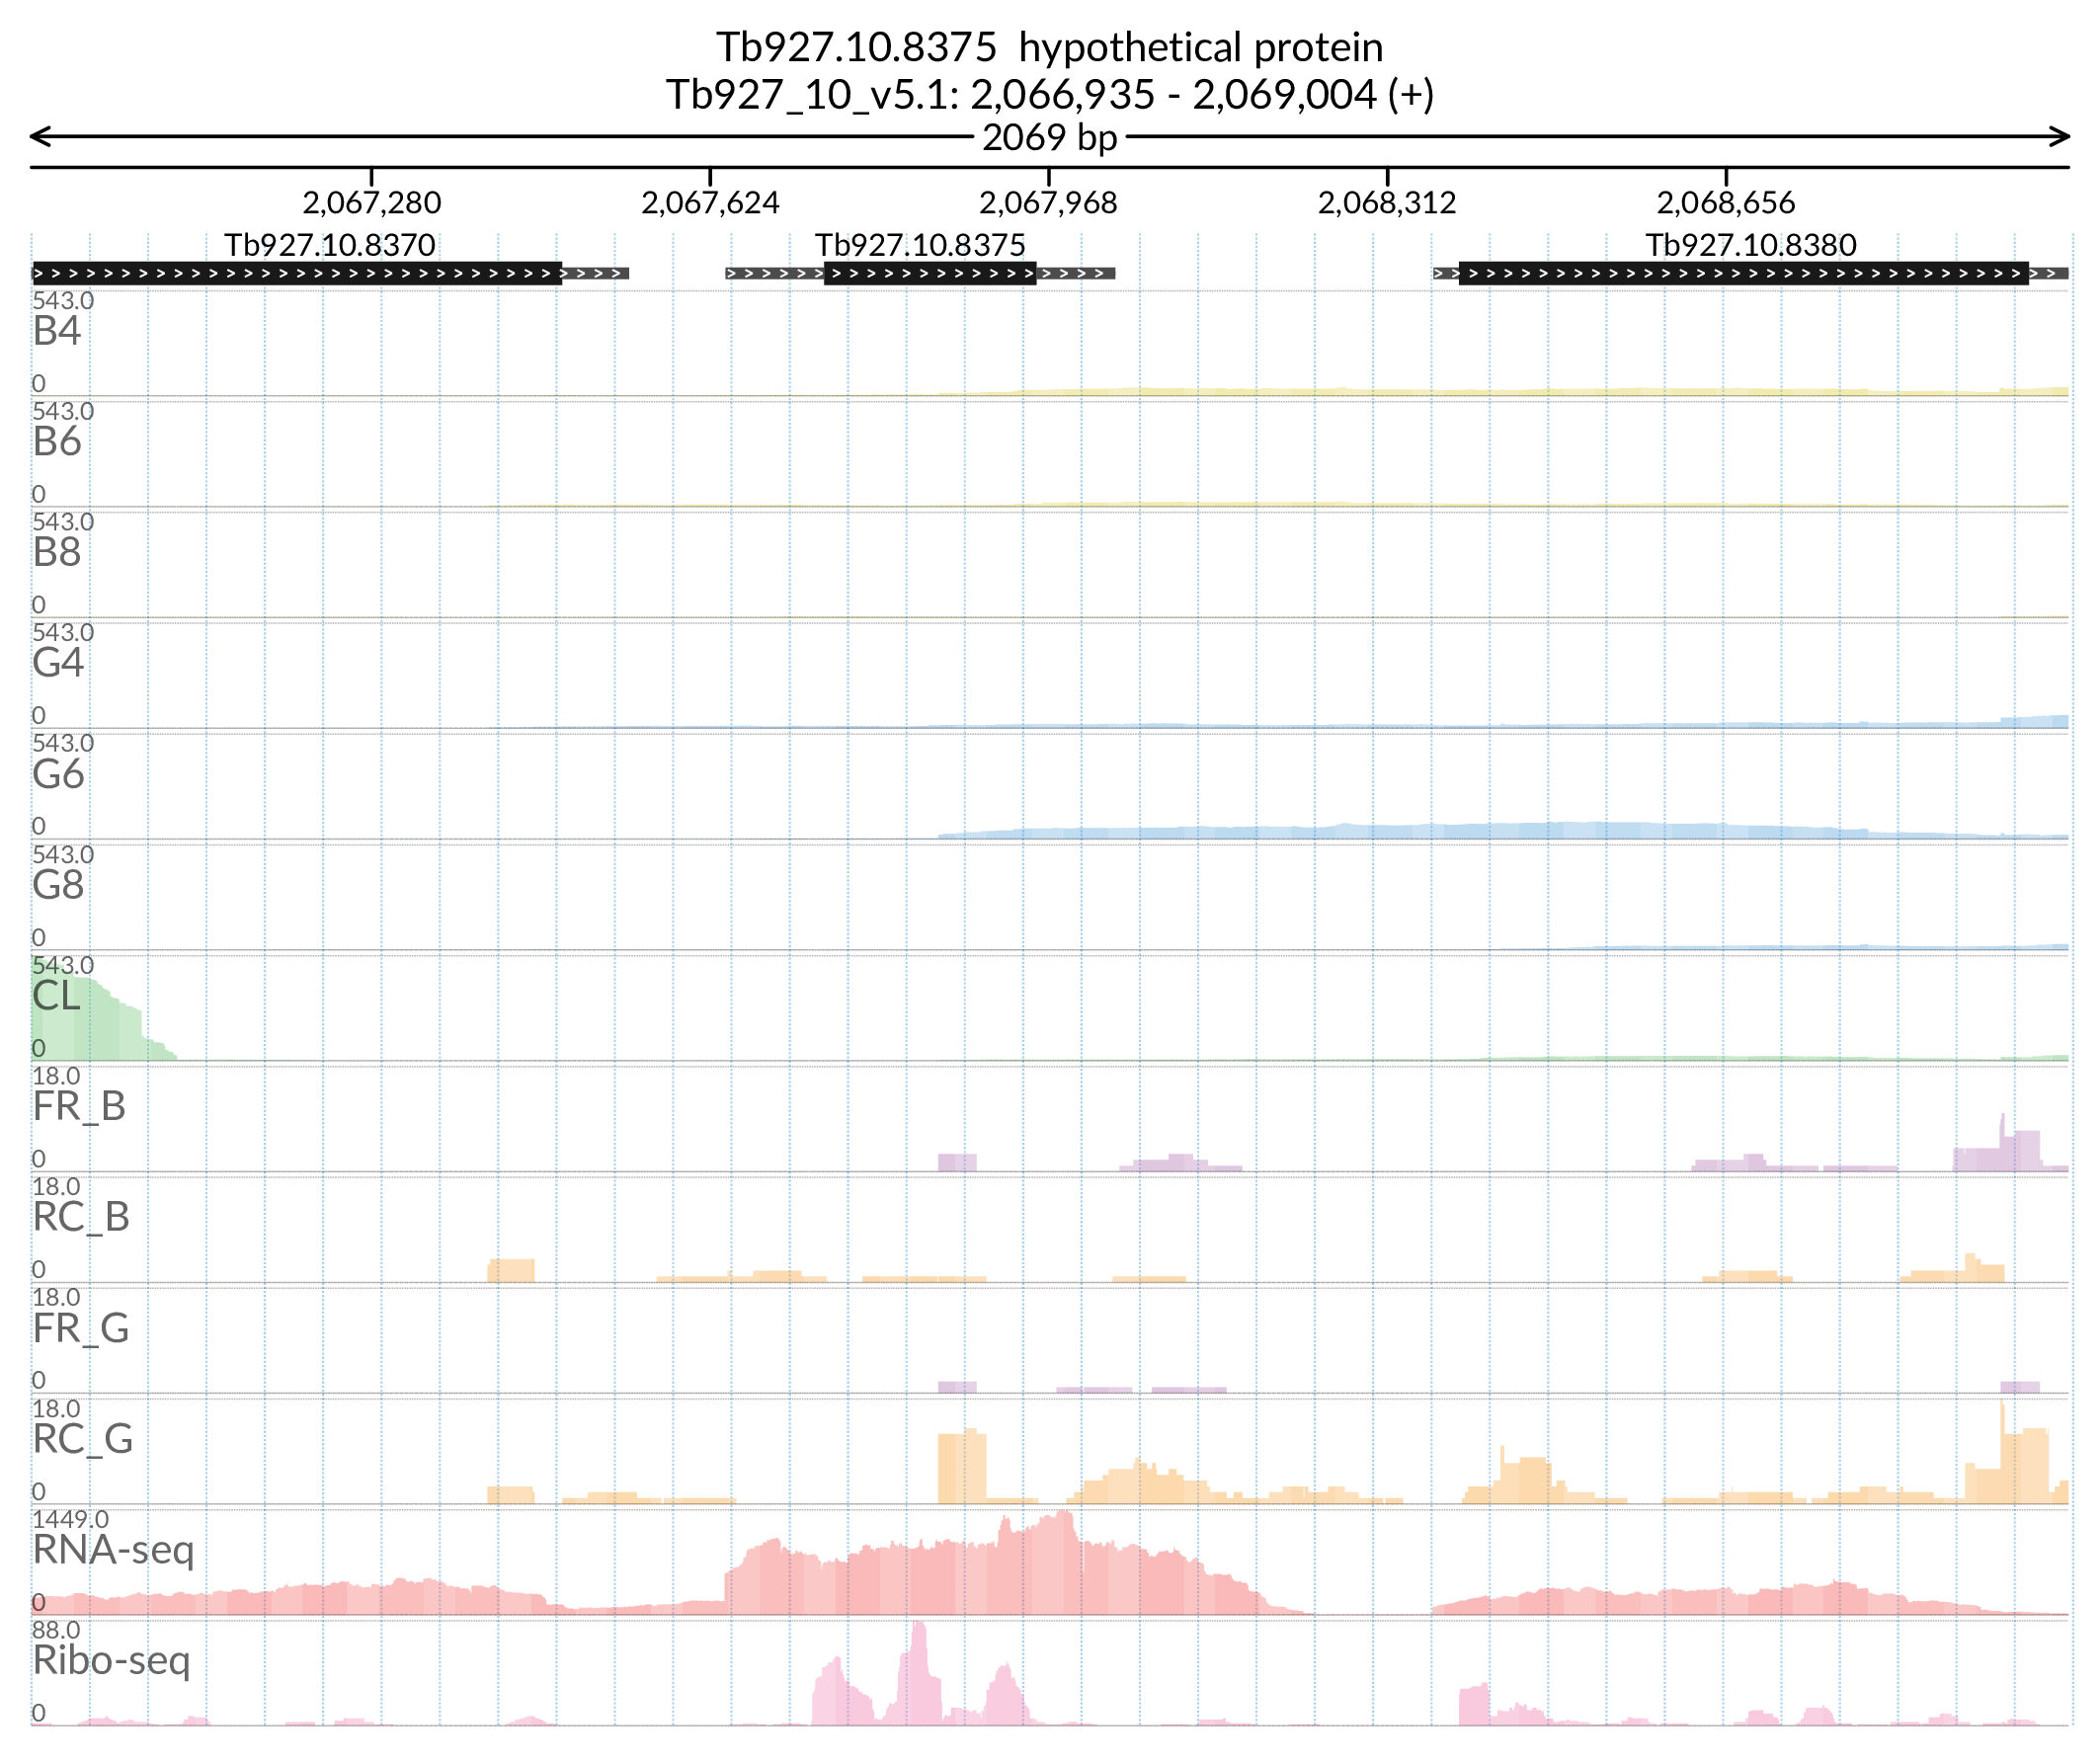 Tb927.10.8375  hypothetical protein
Tb927_10_v5.1: 2,066,935 - 2,069,004 (+)
2069 bp
2,067,280 2,067,624 2,067,968 2,068,312 2,068,656
Tb927.10.8370 Tb927.10.8375 Tb927.10.8380
543.0
B4
0
543.0
B6
0
543.0
B8
0
543.0
G4
0
543.0
G6
0
543.0
G8
0
543.0
CL
0
18.0
FR_B
0
18.0
RC_B
0
18.0
FR_G
0
18.0
RC_G
0
1449.0
RNA-seq
0
88.0
Ribo-seq
0